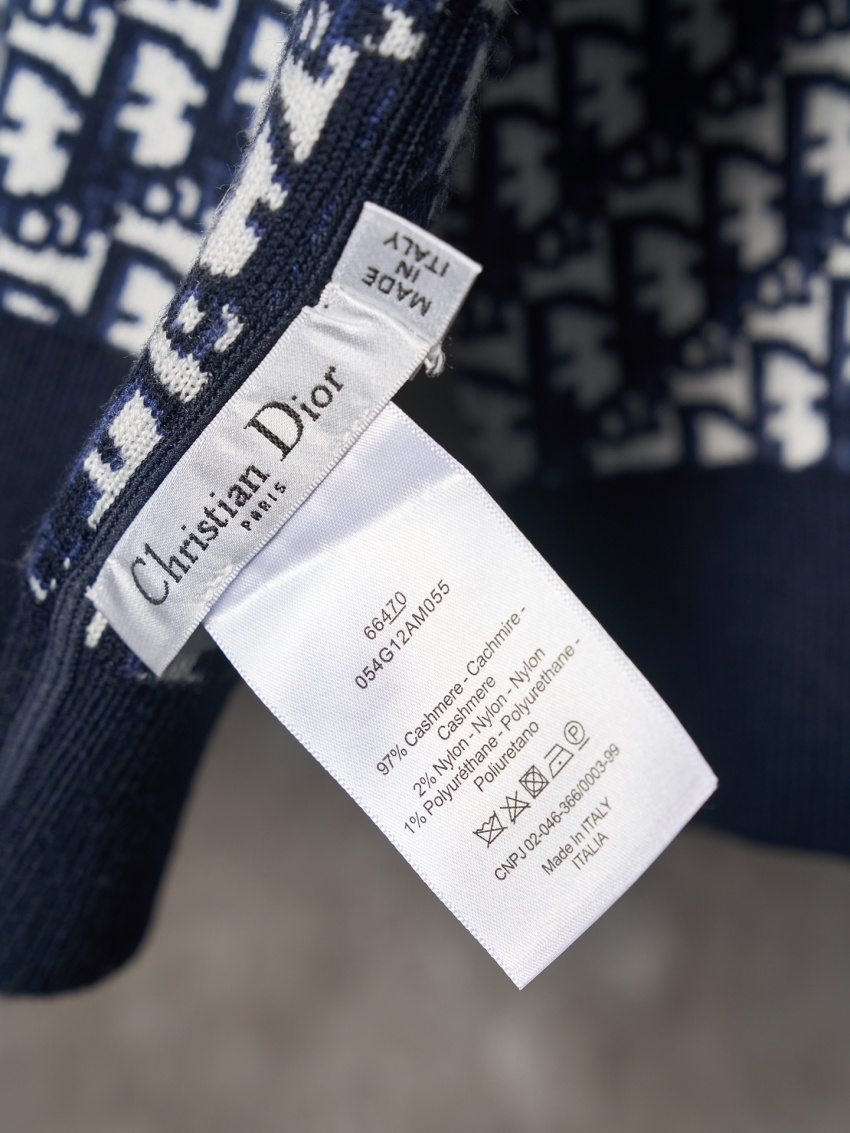 MADE
IN
ITALY
Christian Dior
PARIS
66470
054G12AM055
97% Cashmere - Cachmire -
Cashmere
2% Nylon - Nylon - Nylon
1% Polyuréthane - Polyurethane -
Poliuretano
P
CNPJ 02-046-366/0003-99
Made In ITALY
ITALIA